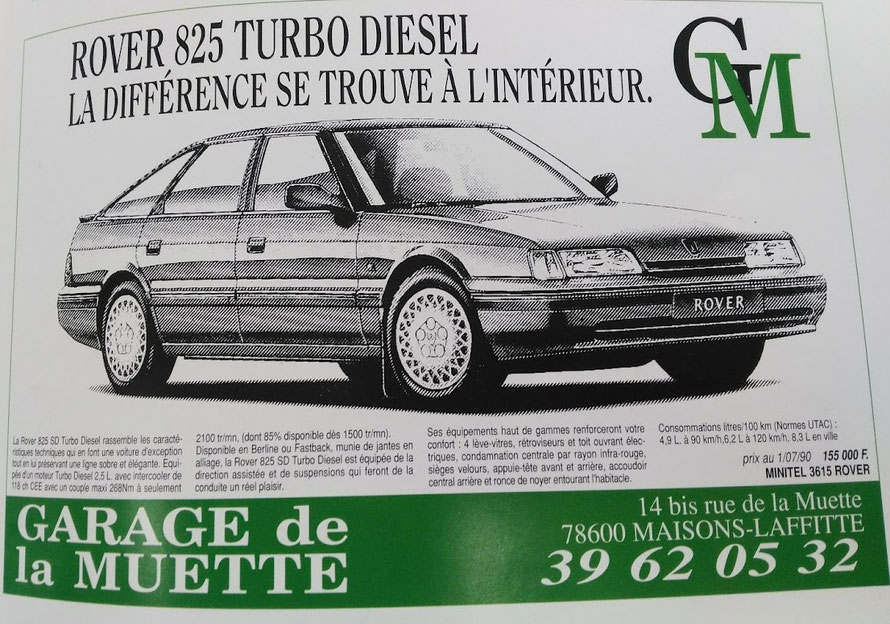 ROVER 825 TURBO DIESEL
LA DIFFÉRENCE SE TROUVE À L'INTÉRIEUR.
GM
ROVER
La Rover 825 SD Turbo Diesel rassemble les caracté-
ristiques techniques qui en font une voiture d'exception
tout en lui préservant une ligne sobre et élégante. Equi-
pée d'un moteur Turbo Diesel 2,5 L. avec intercooler de
118 ch CEE avec un couple maxi 268Nm à seulement
2100 tr/mn, (dont 85% disponible dès 1500 tr/mn).
Disponible en Berline ou Fastback, munie de jantes en
alliage, la Rover 825 SD Turbo Diesel est équipée de la
direction assistée et de suspensions qui feront de la
conduite un réel plaisir.
Ses équipements haut de gammes renforceront votre
confort : 4 lève-vitres, rétroviseurs et toit ouvrant élec-
triques, condamnation centrale par rayon infra-rouge,
sièges velours, appuie-tête avant et arrière, accoudoir
central arrière et ronce de noyer entourent l'habitacle.
Consommations litres/100 km (Normes UTAC) :
4,9 L. à 90 km/h,6,2 L à 120 km/h, 8,3 L en ville
prix au 1/07/90 155 000 F.
MINITEL 3615 ROVER
GARAGE de
la MUETTE
14 bis rue de la Muette
78600 MAISONS-LAFFITTE
39 62 05 32